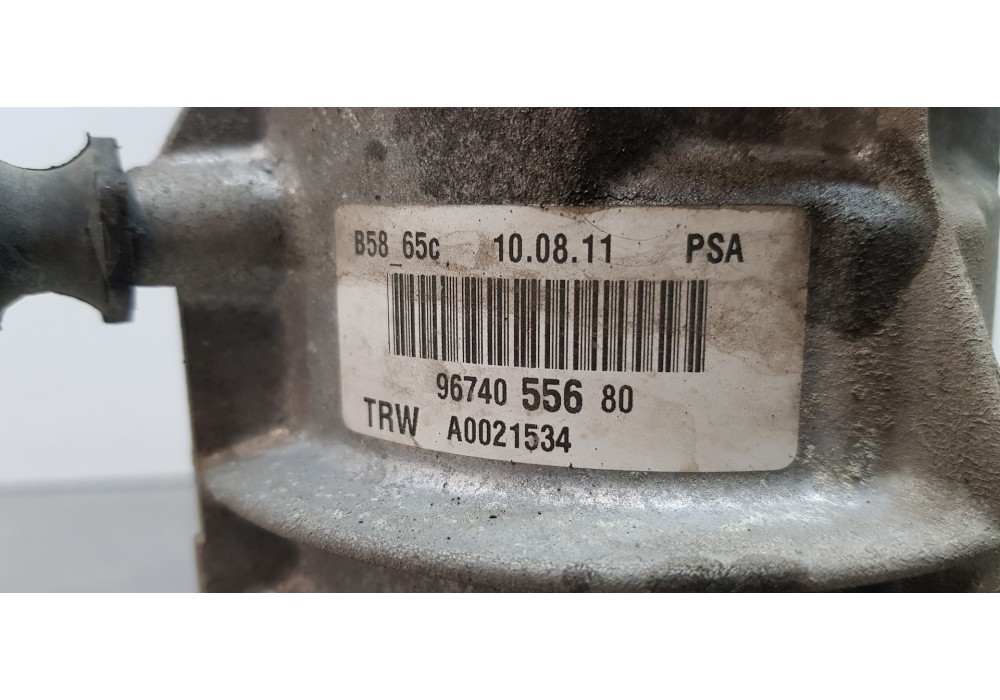 B58_65c 10.08.11 PSA
96740 556 80
TRW A0021534